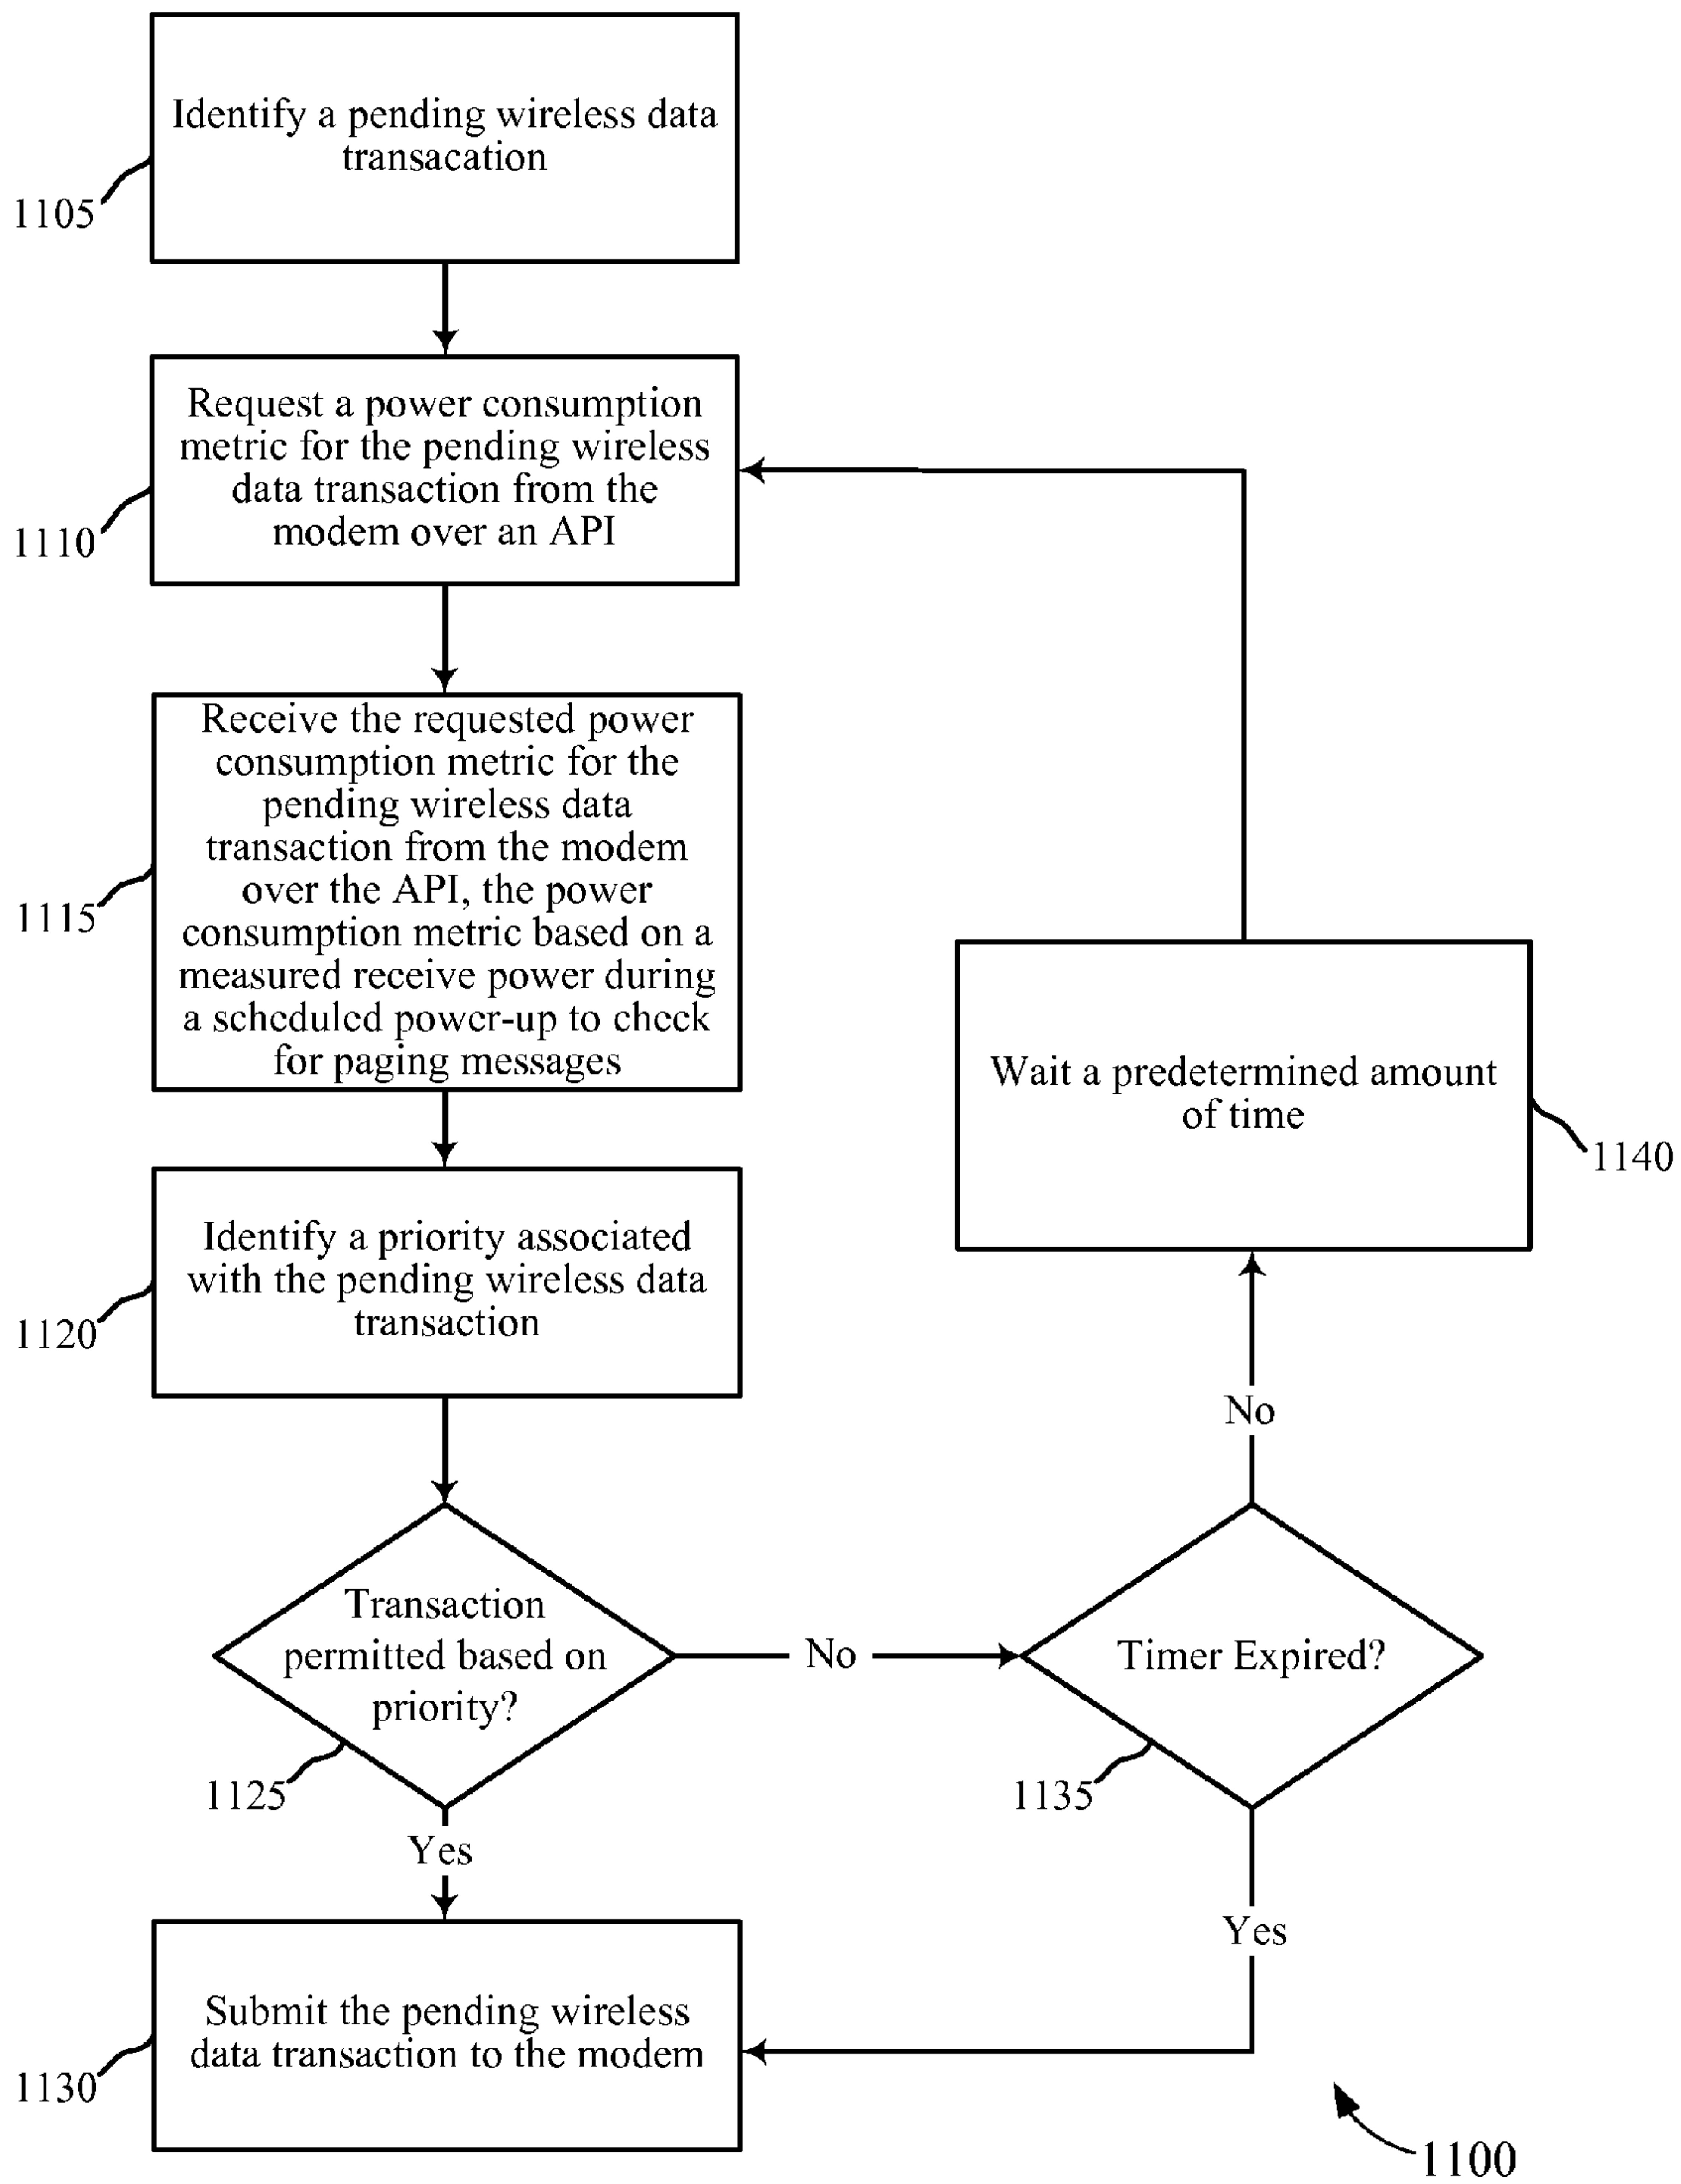 Identify a pending wireless data
transacation
1105
Request a power consumption
metric for the pending wireless
data transaction from the
modem over an API
1110
Receive the requested power
consumption metric for the
pending wireless data
transaction from the modem
over the API, the power
consumption metric based on a
measured receive power during
a scheduled power-up to check
for paging messages
1115
Wait a predetermined amount
of time
1140
Identify a priority associated
with the pending wireless data
transaction
1120
No
Transaction
permitted based on
priority?
No
Timer Expired?
1125
1135
Yes
Yes
Submit the pending wireless
data transaction to the modem
1130
1100